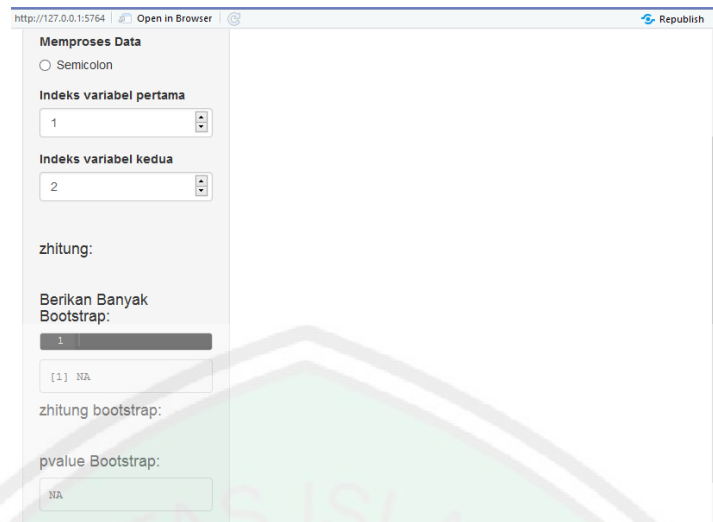 http://127.0.0.1:5764 Open in Browser Republish
Memproses Data
Semicolon
Indeks variabel pertama
1
Indeks variabel kedua
2
zhitung:
Berikan Banyak
Bootstrap:
1
[1] NA
zhitung bootstrap:
pvalue Bootstrap:
NA